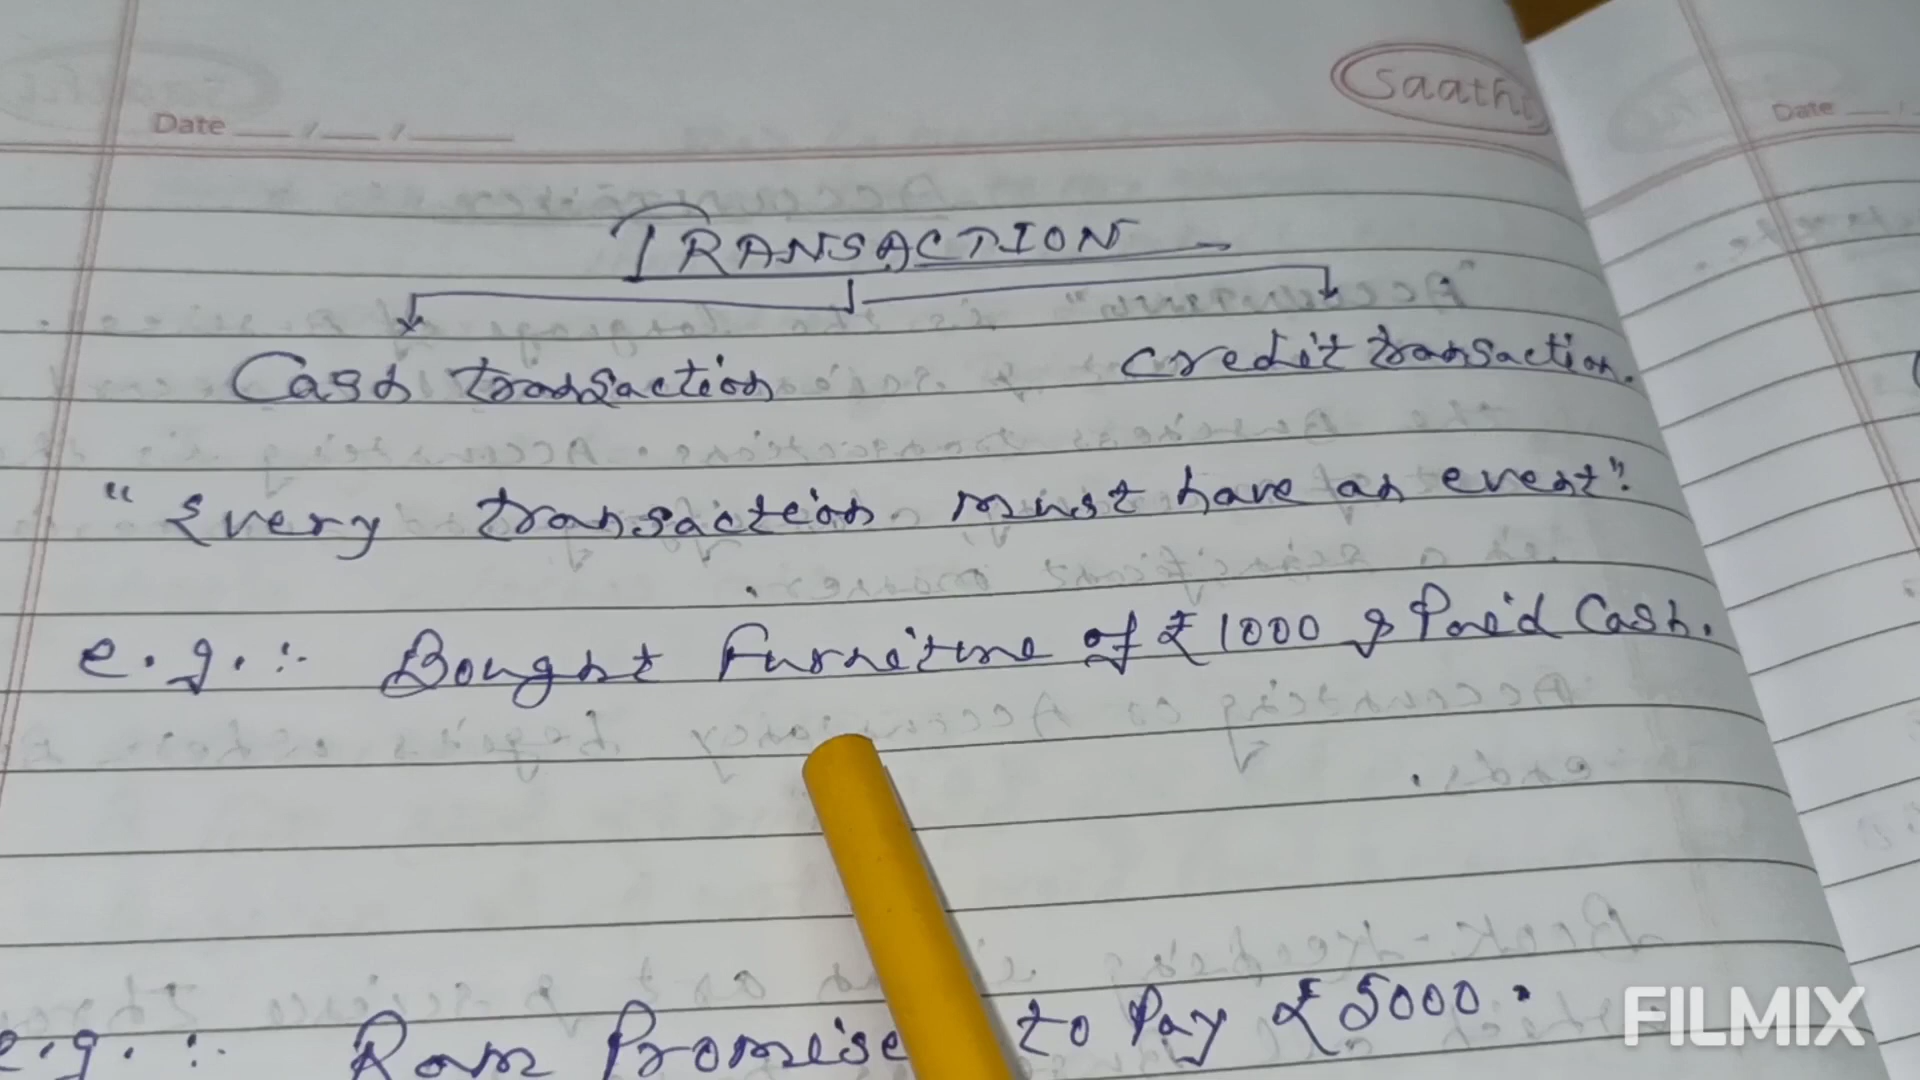 Saathi
Date
Date
TRANSACTION
Cash transaction
credit transaction.
"Every transaction must have an event".
e.g. :- Bought Furniture of ₹1000 & Paid Cash.
e.g. :- Ram Promise to Pay ₹5000.
FILMIX